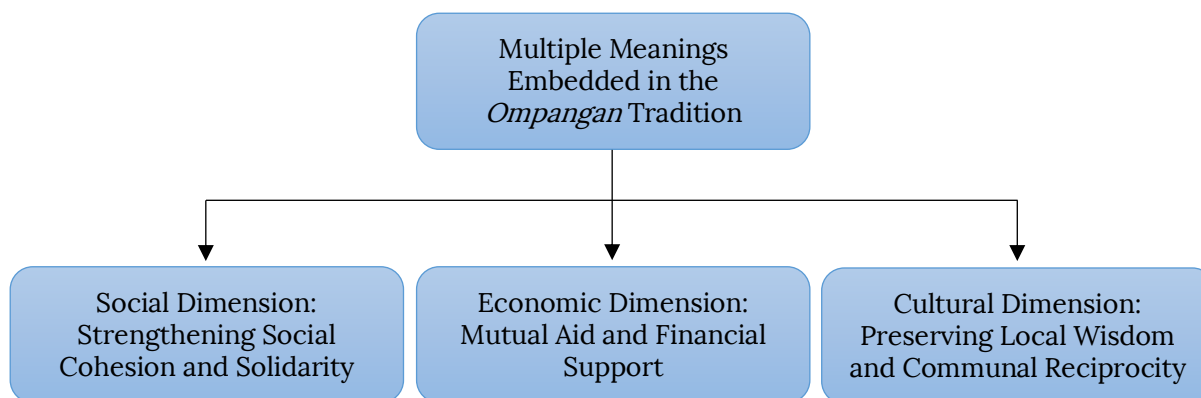 Multiple Meanings
Embedded in the
Ompangan Tradition
Social Dimension:
Strengthening Social
Cohesion and Solidarity
Economic Dimension:
Mutual Aid and Financial
Support
Cultural Dimension:
Preserving Local Wisdom
and Communal Reciprocity